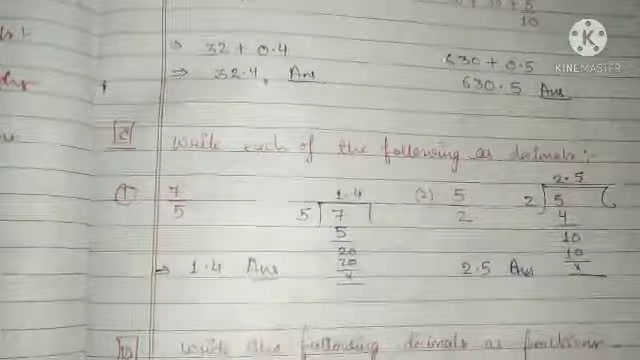 5
10
⇒ 32 + 0.4
⇒ 32.4, Ans
630 + 0.5
630.5 Ans
K
KINEMASTER
c Write each of the following as decimals:-
(1) 7/5
1.4
5 7
5
20
20
x
⇒ 1.4 Ans
(2) 5/2
2.5
2 5
4
10
10
x
2.5 Ans
Write the following decimals as fractions